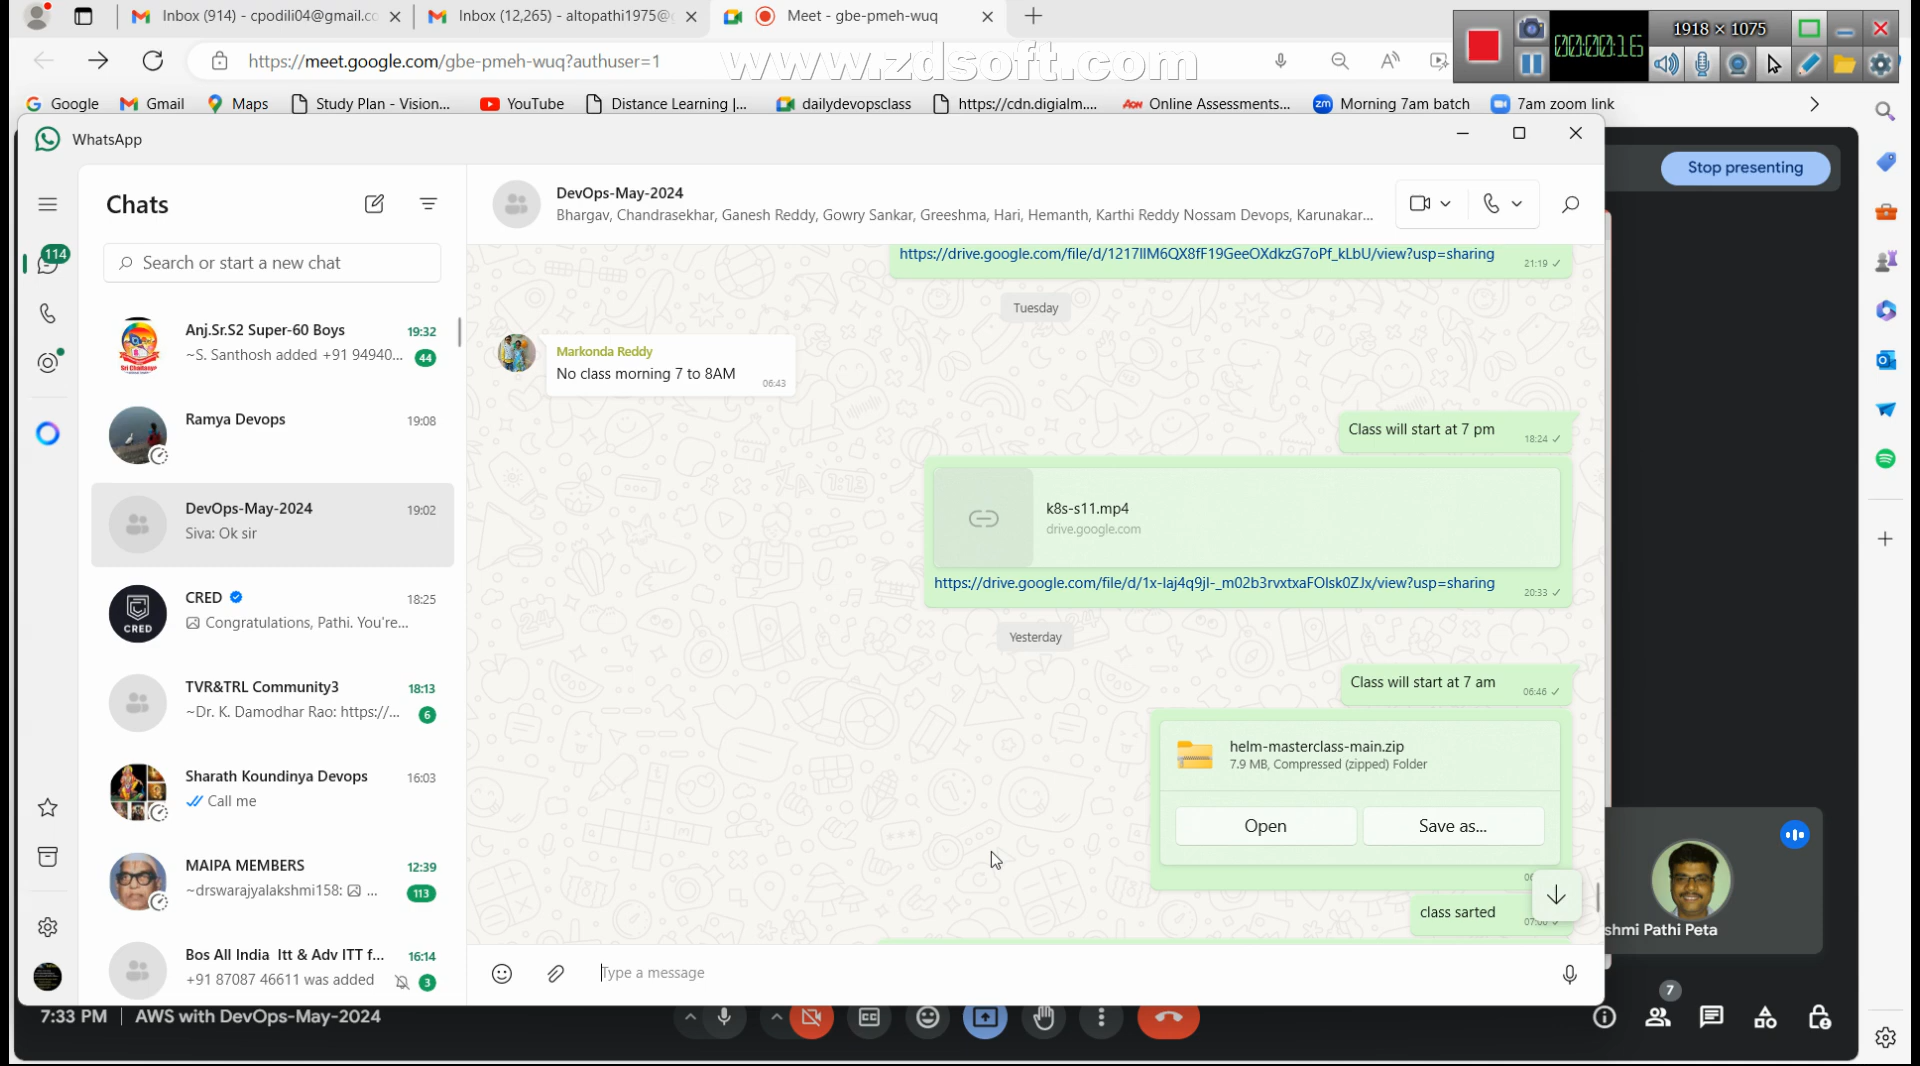 Inbox (914) - cpodili04@gmail.co
Inbox (12,265) - altopathi1975@g
Meet - gbe-pmeh-wuq
1918 × 1075
00:00:16
https://meet.google.com/gbe-pmeh-wuq?authuser=1
www.zdsoft.com
Google
Gmail
Maps
Study Plan - Vision...
YouTube
Distance Learning |...
dailydevopsclass
https://cdn.digialm....
Aon
Online Assessments...
zm
Morning 7am batch
7am zoom link
WhatsApp
Stop presenting
Chats
DevOps-May-2024
Bhargav, Chandrasekhar, Ganesh Reddy, Gowry Sankar, Greeshma, Hari, Hemanth, Karthi Reddy Nossam Devops, Karunakar...
114
Search or start a new chat
Anj.Sr.S2 Super-60 Boys 19:32
~S. Santhosh added +91 94940... 44
Ramya Devops 19:08
DevOps-May-2024 19:02
Siva: Ok sir
CRED 18:25
CRED
Congratulations, Pathi. You're...
TVR&TRL Community3 18:13
~Dr. K. Damodhar Rao: https://... 6
Sharath Koundinya Devops 16:03
Call me
MAIPA MEMBERS 12:39
~drswarajyalakshmi158: ... 113
Bos All India Itt & Adv ITT f... 16:14
+91 87087 46611 was added 3
https://drive.google.com/file/d/1217IlM6QX8fF19GeeOXdkzG7oPf_kLbU/view?usp=sharing 21:19
Tuesday
Markonda Reddy
No class morning 7 to 8AM 06:43
Class will start at 7 pm 18:24
k8s-s11.mp4
drive.google.com
https://drive.google.com/file/d/1x-Iaj4q9jI-_m02b3rvxtxaFOlsk0ZJx/view?usp=sharing 20:33
Yesterday
Class will start at 7 am 06:46
helm-masterclass-main.zip
7.9 MB, Compressed (zipped) Folder
Open
Save as...
class sarted
Type a message
shmi Pathi Peta
7
7:33 PM | AWS with DevOps-May-2024